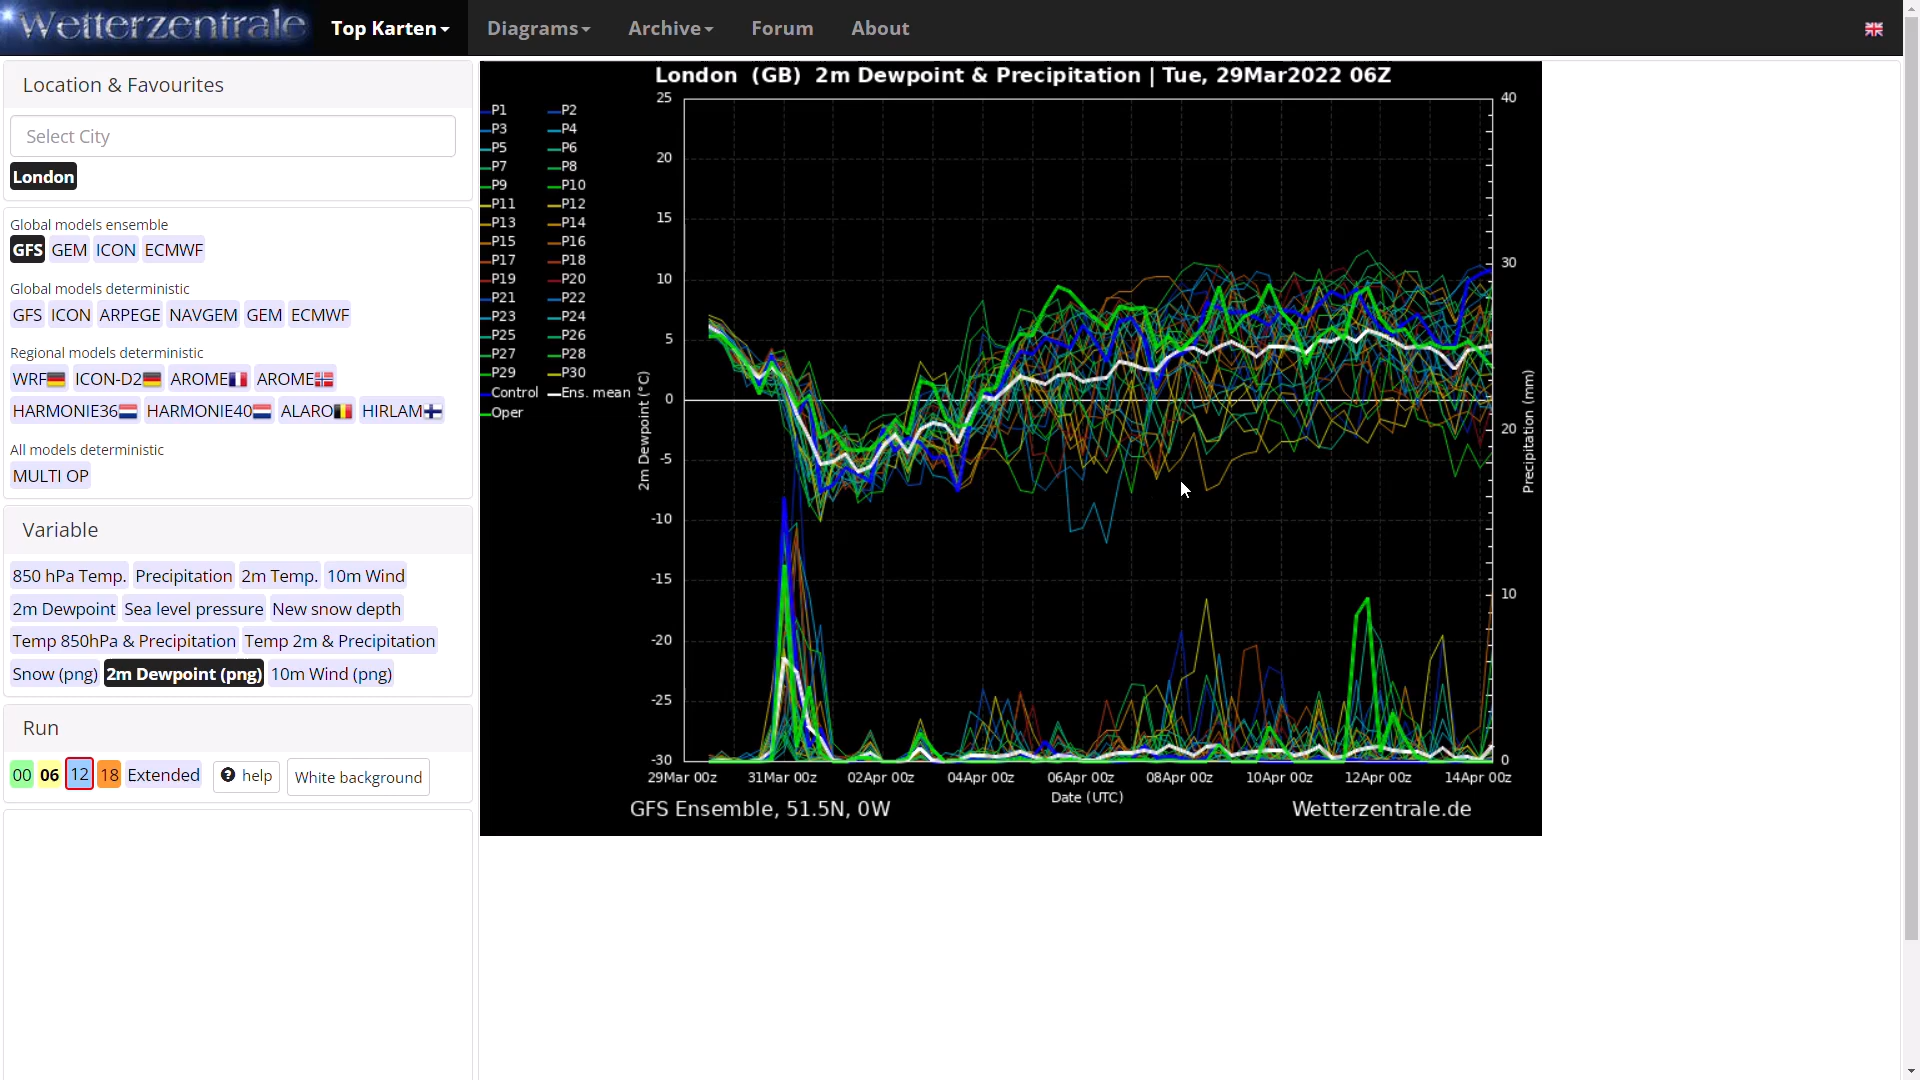 Wetterzentrale
Top Karten
Diagrams
Archive
Forum
About
Location & Favourites
Select City
London
Global models ensemble
GFS GEM ICON ECMWF
Global models deterministic
GFS ICON ARPEGE NAVGEM GEM ECMWF
Regional models deterministic
WRF ICON-D2 AROME AROME
HARMONIE36 HARMONIE40 ALARO HIRLAM
All models deterministic
MULTI OP
Variable
850 hPa Temp. Precipitation 2m Temp. 10m Wind
2m Dewpoint Sea level pressure New snow depth
Temp 850hPa & Precipitation Temp 2m & Precipitation
Snow (png) 2m Dewpoint (png) 10m Wind (png)
Run
00 06 12 18 Extended help White background
London (GB) 2m Dewpoint & Precipitation | Tue, 29Mar2022 06Z
P1 P2
P3 P4
P5 P6
P7 P8
P9 P10
P11 P12
P13 P14
P15 P16
P17 P18
P19 P20
P21 P22
P23 P24
P25 P26
P27 P28
P29 P30
Control Ens. mean
Oper
2m Dewpoint (°C)
25
20
15
10
5
0
-5
-10
-15
-20
-25
-30
40
30
20
10
0
Precipitation (mm)
29Mar 00z 31Mar 00z 02Apr 00z 04Apr 00z 06Apr 00z 08Apr 00z 10Apr 00z 12Apr 00z 14Apr 00z
Date (UTC)
GFS Ensemble, 51.5N, 0W
Wetterzentrale.de